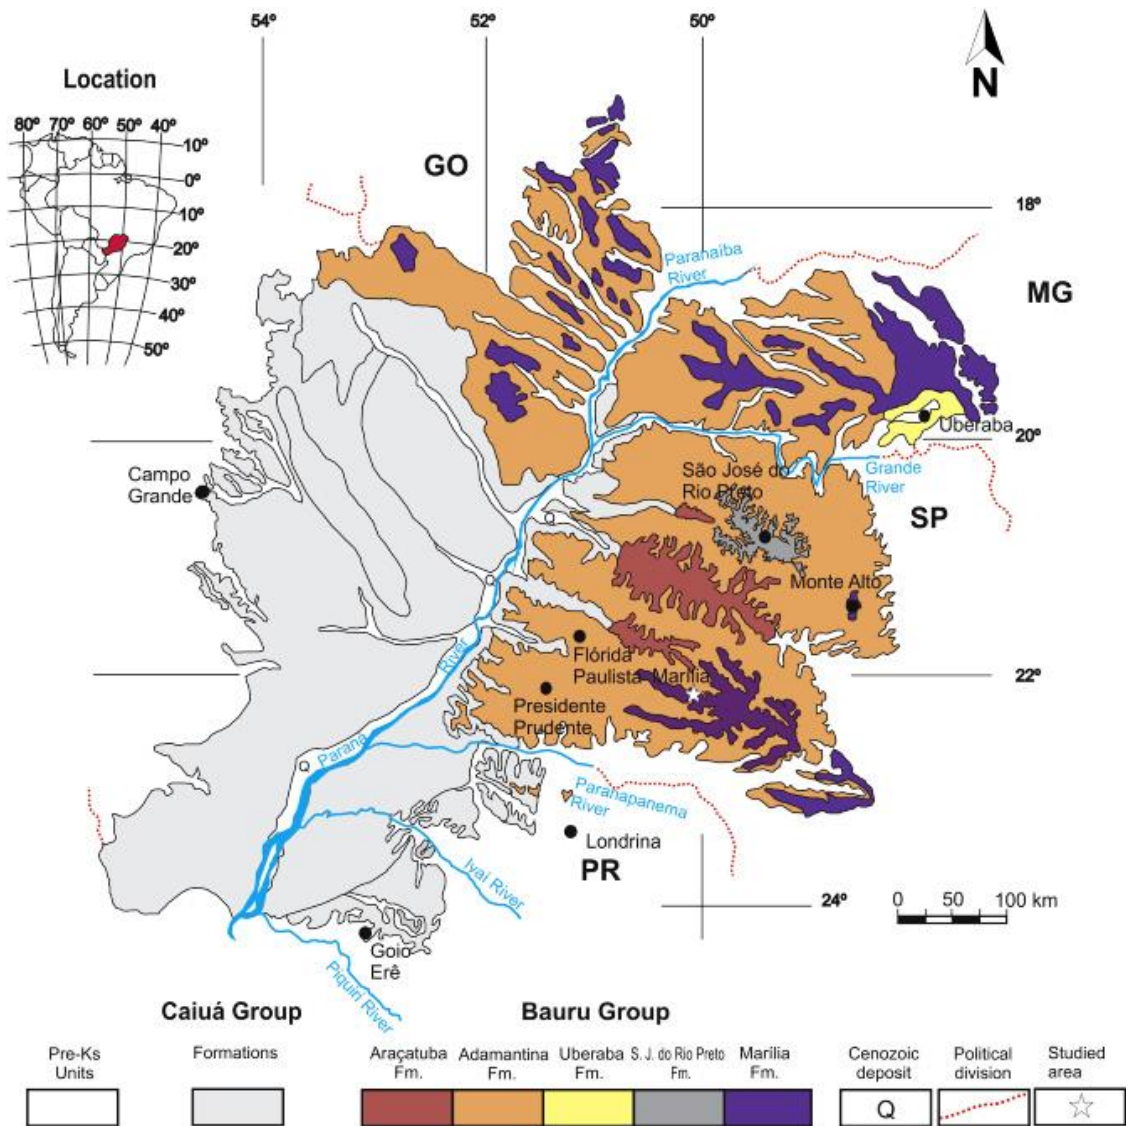 54º
52º
50º
N
Location
80º 70º 60º 50º 40º
10º
0º
10º
20º
30º
40º
50º
GO
18º
Paranaíba
River
MG
Uberaba
20º
Grande
River
SP
Campo
Grande
São José do
Rio Preto
Q
Monte Alto
Q
River
Flórida
Paulista
Marília
22º
Presidente
Prudente
Paraná
Q
Paranapanema
River
Londrina
PR
Ivaí River
24º
0 50 100 km
Goio
Erê
Piquiri River
Caiuá Group
Bauru Group
Pre-Ks
Units
Formations
Araçatuba
Fm.
Adamantina
Fm.
Uberaba
Fm.
S. J. do Rio Preto
Fm.
Marília
Fm.
Cenozoic
deposit
Q
Political
division
Studied
area